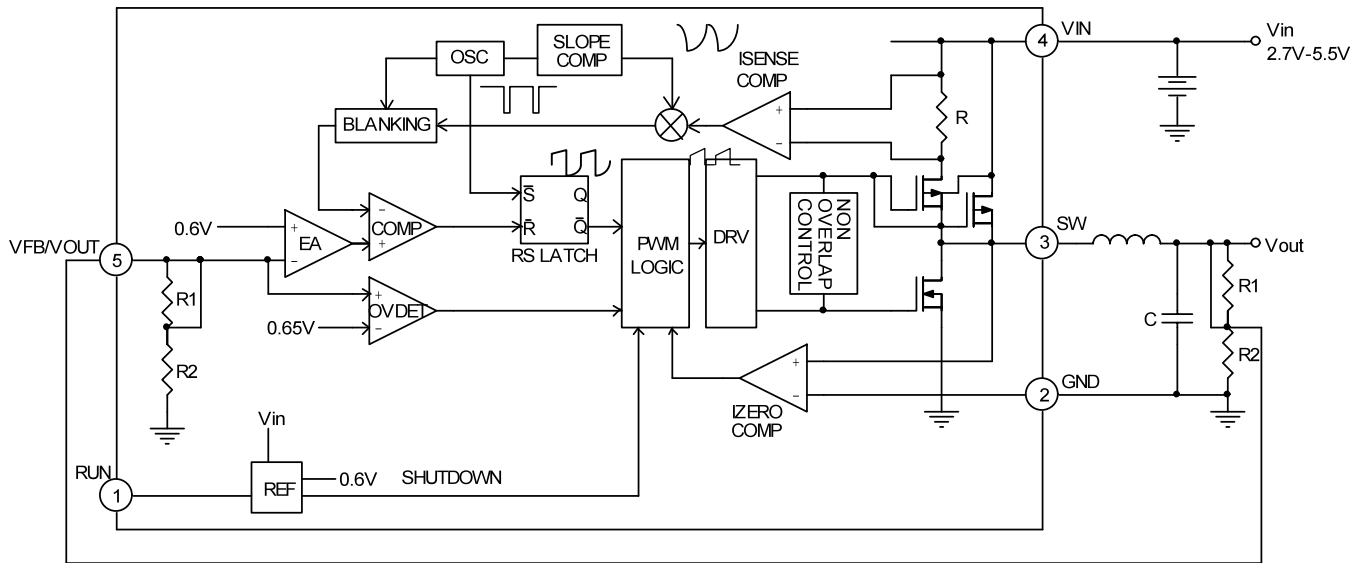 VIN
4
Vin
2.7V-5.5V
OSC
SLOPE
COMP
ISENSE
COMP
+
−
R
BLANKING
S̅
Q
R̅
Q̅
RS LATCH
PWM
LOGIC
DRV
NON
OVERLAP
CONTROL
SW
3
Vout
0.6V
+
−
EA
−
+
COMP
VFB/VOUT
5
R1
R2
0.65V
+
−
OVDET
C
R1
R2
+
−
IZERO
COMP
GND
2
Vin
RUN
1
REF
0.6V
SHUTDOWN